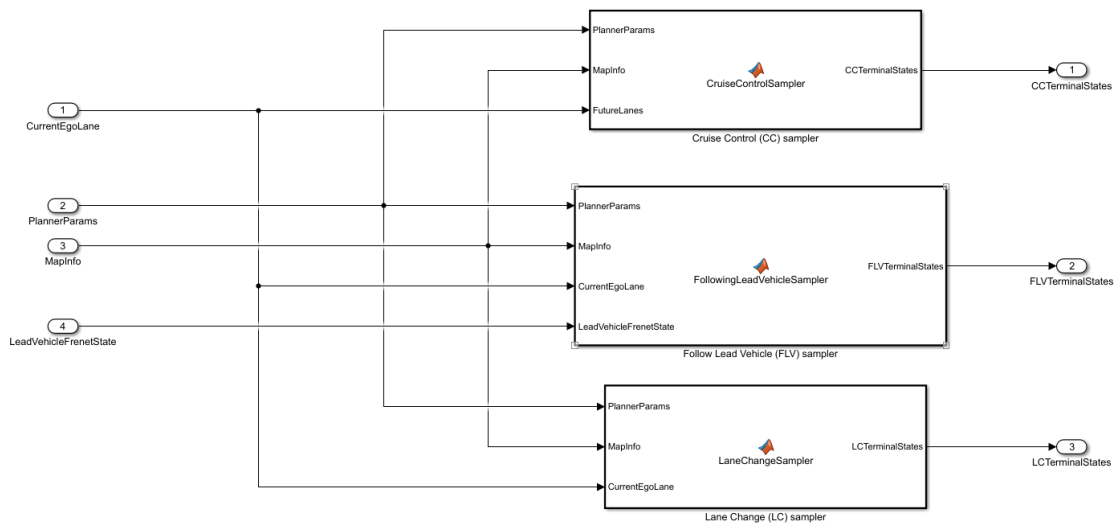 PlannerParams
MapInfo
FutureLanes
CruiseControlSampler
CCTerminalStates
Cruise Control (CC) sampler
1
CCTerminalStates
1
CurrentEgoLane
2
PlannerParams
3
MapInfo
4
LeadVehicleFrenetState
PlannerParams
MapInfo
CurrentEgoLane
LeadVehicleFrenetState
FollowingLeadVehicleSampler
FLVTerminalStates
Follow Lead Vehicle (FLV) sampler
2
FLVTerminalStates
PlannerParams
MapInfo
CurrentEgoLane
LaneChangeSampler
LCTerminalStates
Lane Change (LC) sampler
3
LCTerminalStates